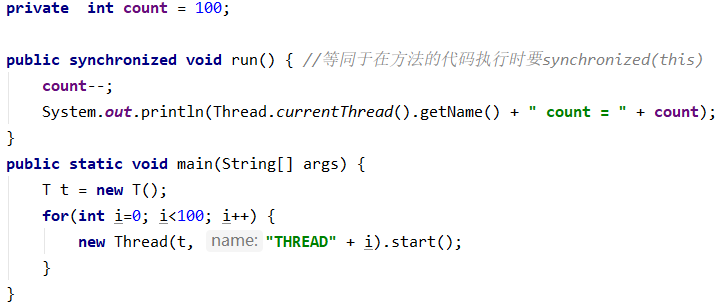 private  int count = 100;
public synchronized void run() { //等同于在方法的代码执行时要synchronized(this)
count--;
System.out.println(Thread.currentThread().getName() + " count = " + count);
}
public static void main(String[] args) {
T t = new T();
for(int i=0; i<100; i++) {
new Thread(t, name: "THREAD" + i).start();
}
}